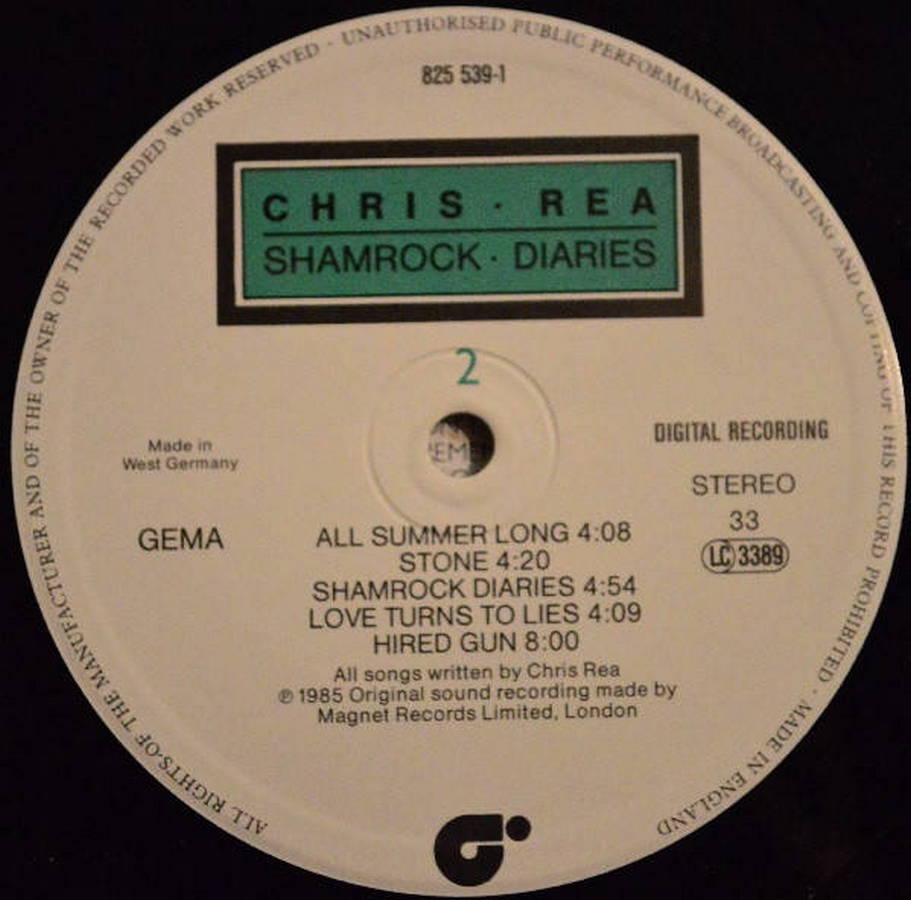 ALL RIGHTS OF THE MANUFACTURER AND OF THE OWNER OF THE RECORDED WORK RESERVED · UNAUTHORISED PUBLIC PERFORMANCE BROADCASTING AND COPYING OF THIS RECORD PROHIBITED · MADE IN ENGLAND
825 539-1
CHRIS · REA
SHAMROCK · DIARIES
2
Made in
West Germany
GEMA
DIGITAL RECORDING
STEREO
33
LC 3389
ALL SUMMER LONG 4:08
STONE 4:20
SHAMROCK DIARIES 4:54
LOVE TURNS TO LIES 4:09
HIRED GUN 8:00
All songs written by Chris Rea
℗ 1985 Original sound recording made by
Magnet Records Limited, London